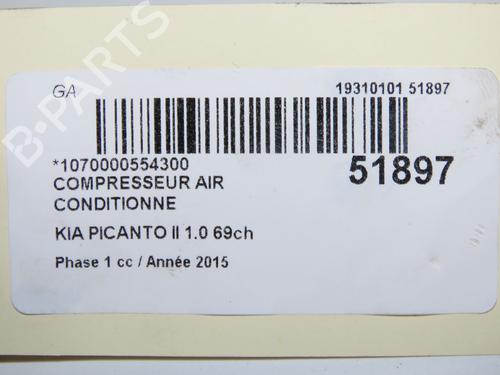 GA
19310101 51897
*1070000554300
51897
COMPRESSEUR AIR
CONDITIONNE
KIA PICANTO II 1.0 69ch
Phase 1 cc / Année 2015
B-PARTS